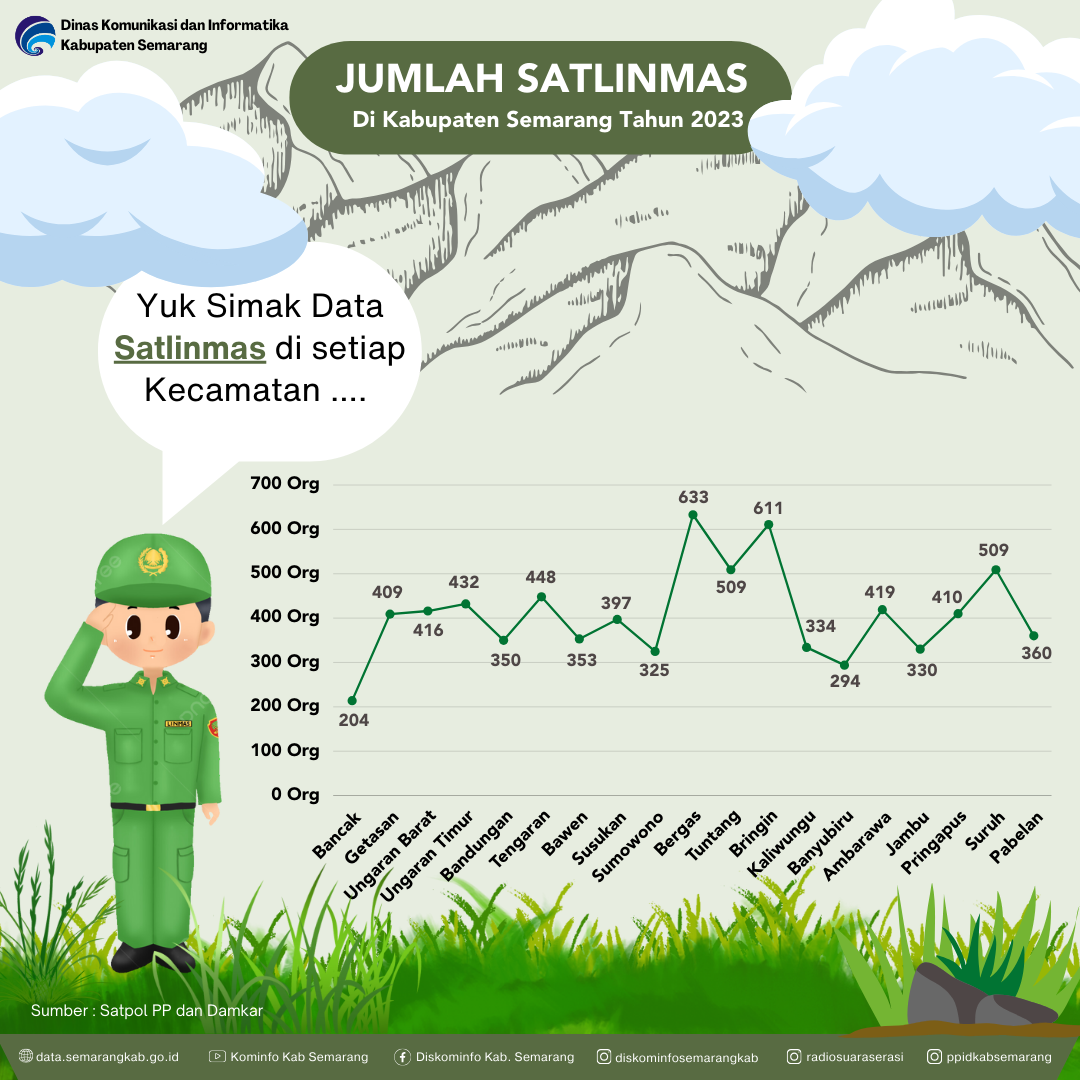 Dinas Komunikasi dan Informatika
Kabupaten Semarang
JUMLAH SATLINMAS
Di Kabupaten Semarang Tahun 2023
Yuk Simak Data
Satlinmas di setiap
Kecamatan ....
700 Org
600 Org
500 Org
400 Org
300 Org
200 Org
100 Org
0 Org
204
409
416
432
350
448
353
397
325
633
509
611
334
294
419
330
410
509
360
Bancak
Getasan
Ungaran Barat
Ungaran Timur
Bandungan
Tengaran
Bawen
Susukan
Sumowono
Bergas
Tuntang
Bringin
Kaliwungu
Banyubiru
Ambarawa
Jambu
Pringapus
Suruh
Pabelan
LINMAS
Sumber : Satpol PP dan Damkar
data.semarangkab.go.id
Kominfo Kab Semarang
Diskominfo Kab. Semarang
diskominfosemarangkab
radiosuaraserasi
ppidkabsemarang